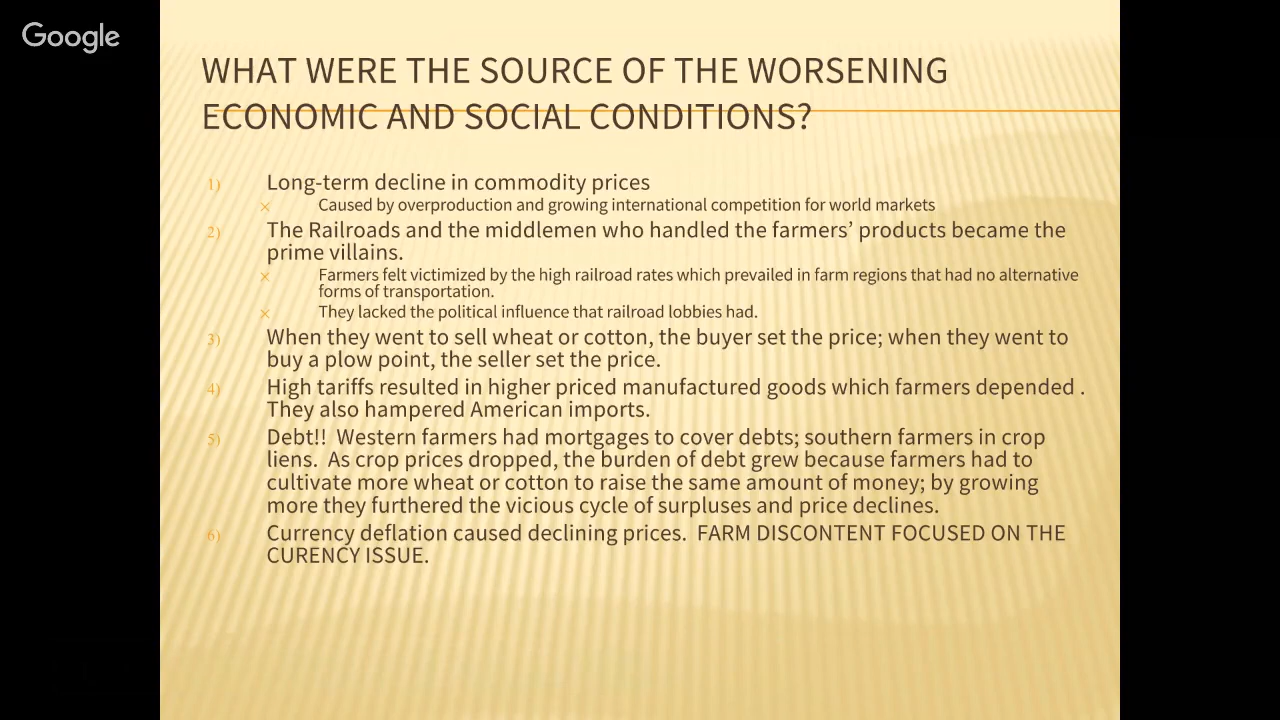 Google
WHAT WERE THE SOURCE OF THE WORSENING
ECONOMIC AND SOCIAL CONDITIONS?
1) Long-term decline in commodity prices
× Caused by overproduction and growing international competition for world markets
2) The Railroads and the middlemen who handled the farmers’ products became the
prime villains.
× Farmers felt victimized by the high railroad rates which prevailed in farm regions that had no alternative
forms of transportation.
× They lacked the political influence that railroad lobbies had.
3) When they went to sell wheat or cotton, the buyer set the price; when they went to
buy a plow point, the seller set the price.
4) High tariffs resulted in higher priced manufactured goods which farmers depended .
They also hampered American imports.
5) Debt!! Western farmers had mortgages to cover debts; southern farmers in crop
liens. As crop prices dropped, the burden of debt grew because farmers had to
cultivate more wheat or cotton to raise the same amount of money; by growing
more they furthered the vicious cycle of surpluses and price declines.
6) Currency deflation caused declining prices. FARM DISCONTENT FOCUSED ON THE
CURENCY ISSUE.